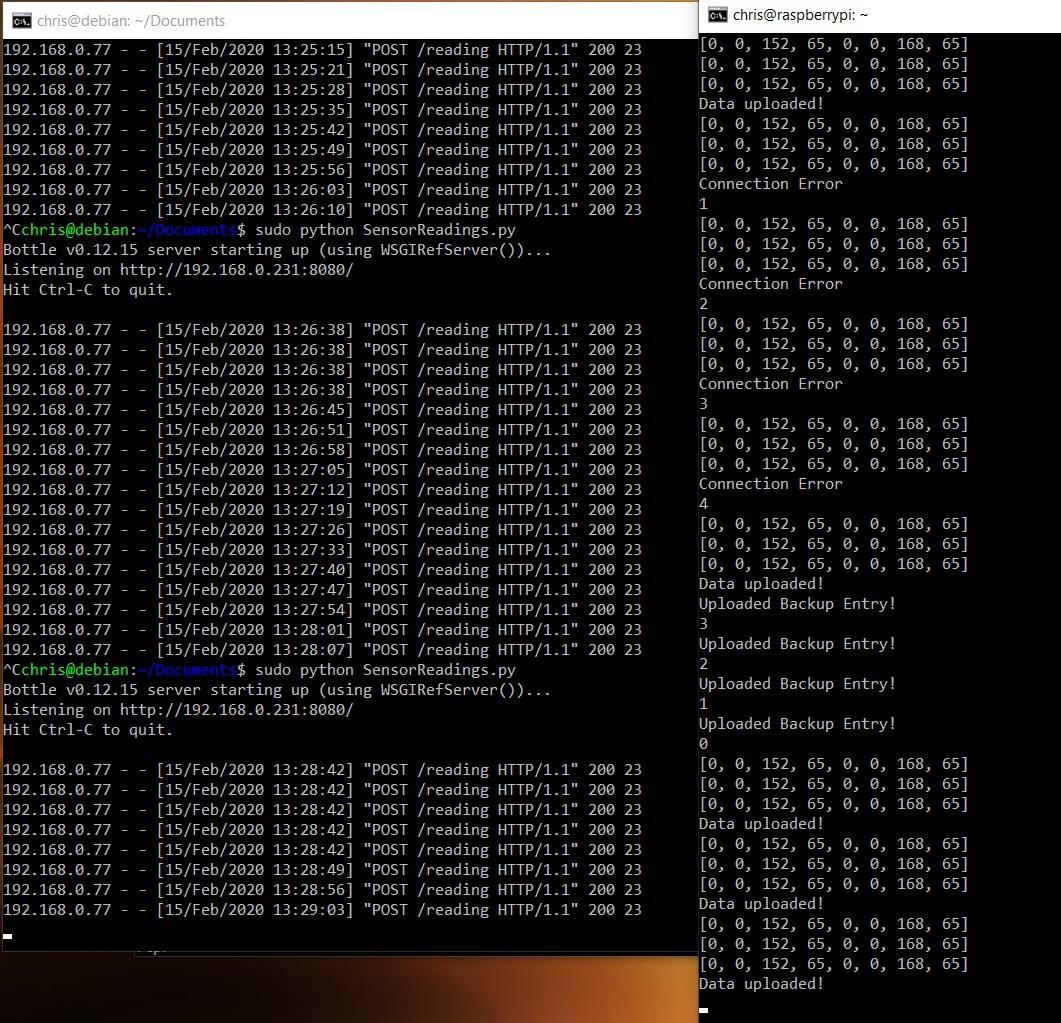 chris@debian: ~/Documents
192.168.0.77 - - [15/Feb/2020 13:25:15] "POST /reading HTTP/1.1" 200 23
192.168.0.77 - - [15/Feb/2020 13:25:21] "POST /reading HTTP/1.1" 200 23
192.168.0.77 - - [15/Feb/2020 13:25:28] "POST /reading HTTP/1.1" 200 23
192.168.0.77 - - [15/Feb/2020 13:25:35] "POST /reading HTTP/1.1" 200 23
192.168.0.77 - - [15/Feb/2020 13:25:42] "POST /reading HTTP/1.1" 200 23
192.168.0.77 - - [15/Feb/2020 13:25:49] "POST /reading HTTP/1.1" 200 23
192.168.0.77 - - [15/Feb/2020 13:25:56] "POST /reading HTTP/1.1" 200 23
192.168.0.77 - - [15/Feb/2020 13:26:03] "POST /reading HTTP/1.1" 200 23
192.168.0.77 - - [15/Feb/2020 13:26:10] "POST /reading HTTP/1.1" 200 23
^Cchris@debian:~/Documents$ sudo python SensorReadings.py
Bottle v0.12.15 server starting up (using WSGIRefServer())...
Listening on http://192.168.0.231:8080/
Hit Ctrl-C to quit.
192.168.0.77 - - [15/Feb/2020 13:26:38] "POST /reading HTTP/1.1" 200 23
192.168.0.77 - - [15/Feb/2020 13:26:38] "POST /reading HTTP/1.1" 200 23
192.168.0.77 - - [15/Feb/2020 13:26:38] "POST /reading HTTP/1.1" 200 23
192.168.0.77 - - [15/Feb/2020 13:26:38] "POST /reading HTTP/1.1" 200 23
192.168.0.77 - - [15/Feb/2020 13:26:45] "POST /reading HTTP/1.1" 200 23
192.168.0.77 - - [15/Feb/2020 13:26:51] "POST /reading HTTP/1.1" 200 23
192.168.0.77 - - [15/Feb/2020 13:26:58] "POST /reading HTTP/1.1" 200 23
192.168.0.77 - - [15/Feb/2020 13:27:05] "POST /reading HTTP/1.1" 200 23
192.168.0.77 - - [15/Feb/2020 13:27:12] "POST /reading HTTP/1.1" 200 23
192.168.0.77 - - [15/Feb/2020 13:27:19] "POST /reading HTTP/1.1" 200 23
192.168.0.77 - - [15/Feb/2020 13:27:26] "POST /reading HTTP/1.1" 200 23
192.168.0.77 - - [15/Feb/2020 13:27:33] "POST /reading HTTP/1.1" 200 23
192.168.0.77 - - [15/Feb/2020 13:27:40] "POST /reading HTTP/1.1" 200 23
192.168.0.77 - - [15/Feb/2020 13:27:47] "POST /reading HTTP/1.1" 200 23
192.168.0.77 - - [15/Feb/2020 13:27:54] "POST /reading HTTP/1.1" 200 23
192.168.0.77 - - [15/Feb/2020 13:28:01] "POST /reading HTTP/1.1" 200 23
192.168.0.77 - - [15/Feb/2020 13:28:07] "POST /reading HTTP/1.1" 200 23
^Cchris@debian:~/Documents$ sudo python SensorReadings.py
Bottle v0.12.15 server starting up (using WSGIRefServer())...
Listening on http://192.168.0.231:8080/
Hit Ctrl-C to quit.
192.168.0.77 - - [15/Feb/2020 13:28:42] "POST /reading HTTP/1.1" 200 23
192.168.0.77 - - [15/Feb/2020 13:28:42] "POST /reading HTTP/1.1" 200 23
192.168.0.77 - - [15/Feb/2020 13:28:42] "POST /reading HTTP/1.1" 200 23
192.168.0.77 - - [15/Feb/2020 13:28:42] "POST /reading HTTP/1.1" 200 23
192.168.0.77 - - [15/Feb/2020 13:28:42] "POST /reading HTTP/1.1" 200 23
192.168.0.77 - - [15/Feb/2020 13:28:49] "POST /reading HTTP/1.1" 200 23
192.168.0.77 - - [15/Feb/2020 13:28:56] "POST /reading HTTP/1.1" 200 23
192.168.0.77 - - [15/Feb/2020 13:29:03] "POST /reading HTTP/1.1" 200 23
chris@raspberrypi: ~
[0, 0, 152, 65, 0, 0, 168, 65]
[0, 0, 152, 65, 0, 0, 168, 65]
[0, 0, 152, 65, 0, 0, 168, 65]
Data uploaded!
[0, 0, 152, 65, 0, 0, 168, 65]
[0, 0, 152, 65, 0, 0, 168, 65]
[0, 0, 152, 65, 0, 0, 168, 65]
Connection Error
1
[0, 0, 152, 65, 0, 0, 168, 65]
[0, 0, 152, 65, 0, 0, 168, 65]
[0, 0, 152, 65, 0, 0, 168, 65]
Connection Error
2
[0, 0, 152, 65, 0, 0, 168, 65]
[0, 0, 152, 65, 0, 0, 168, 65]
[0, 0, 152, 65, 0, 0, 168, 65]
Connection Error
3
[0, 0, 152, 65, 0, 0, 168, 65]
[0, 0, 152, 65, 0, 0, 168, 65]
[0, 0, 152, 65, 0, 0, 168, 65]
Connection Error
4
[0, 0, 152, 65, 0, 0, 168, 65]
[0, 0, 152, 65, 0, 0, 168, 65]
[0, 0, 152, 65, 0, 0, 168, 65]
Data uploaded!
Uploaded Backup Entry!
3
Uploaded Backup Entry!
2
Uploaded Backup Entry!
1
Uploaded Backup Entry!
0
[0, 0, 152, 65, 0, 0, 168, 65]
[0, 0, 152, 65, 0, 0, 168, 65]
[0, 0, 152, 65, 0, 0, 168, 65]
Data uploaded!
[0, 0, 152, 65, 0, 0, 168, 65]
[0, 0, 152, 65, 0, 0, 168, 65]
[0, 0, 152, 65, 0, 0, 168, 65]
Data uploaded!
[0, 0, 152, 65, 0, 0, 168, 65]
[0, 0, 152, 65, 0, 0, 168, 65]
[0, 0, 152, 65, 0, 0, 168, 65]
Data uploaded!